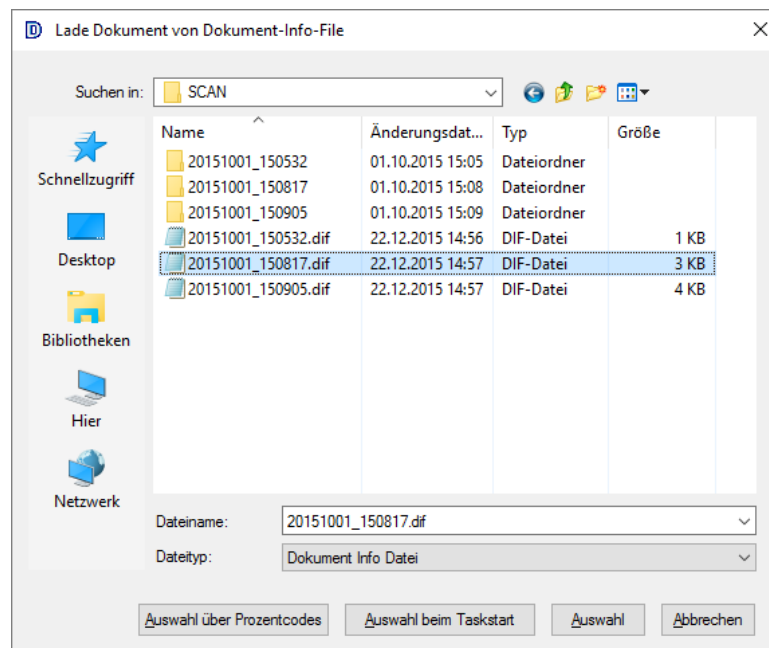 Lade Dokument von Dokument-Info-File
Suchen in: SCAN
Name Änderungsdat... Typ Größe
20151001_150532 01.10.2015 15:05 Dateiordner
20151001_150817 01.10.2015 15:08 Dateiordner
20151001_150905 01.10.2015 15:09 Dateiordner
20151001_150532.dif 22.12.2015 14:56 DIF-Datei 1 KB
20151001_150817.dif 22.12.2015 14:57 DIF-Datei 3 KB
20151001_150905.dif 22.12.2015 14:57 DIF-Datei 4 KB
Schnellzugriff
Desktop
Bibliotheken
Hier
Netzwerk
Dateiname: 20151001_150817.dif
Dateityp: Dokument Info Datei
Auswahl über Prozentcodes Auswahl beim Taskstart Auswahl Abbrechen